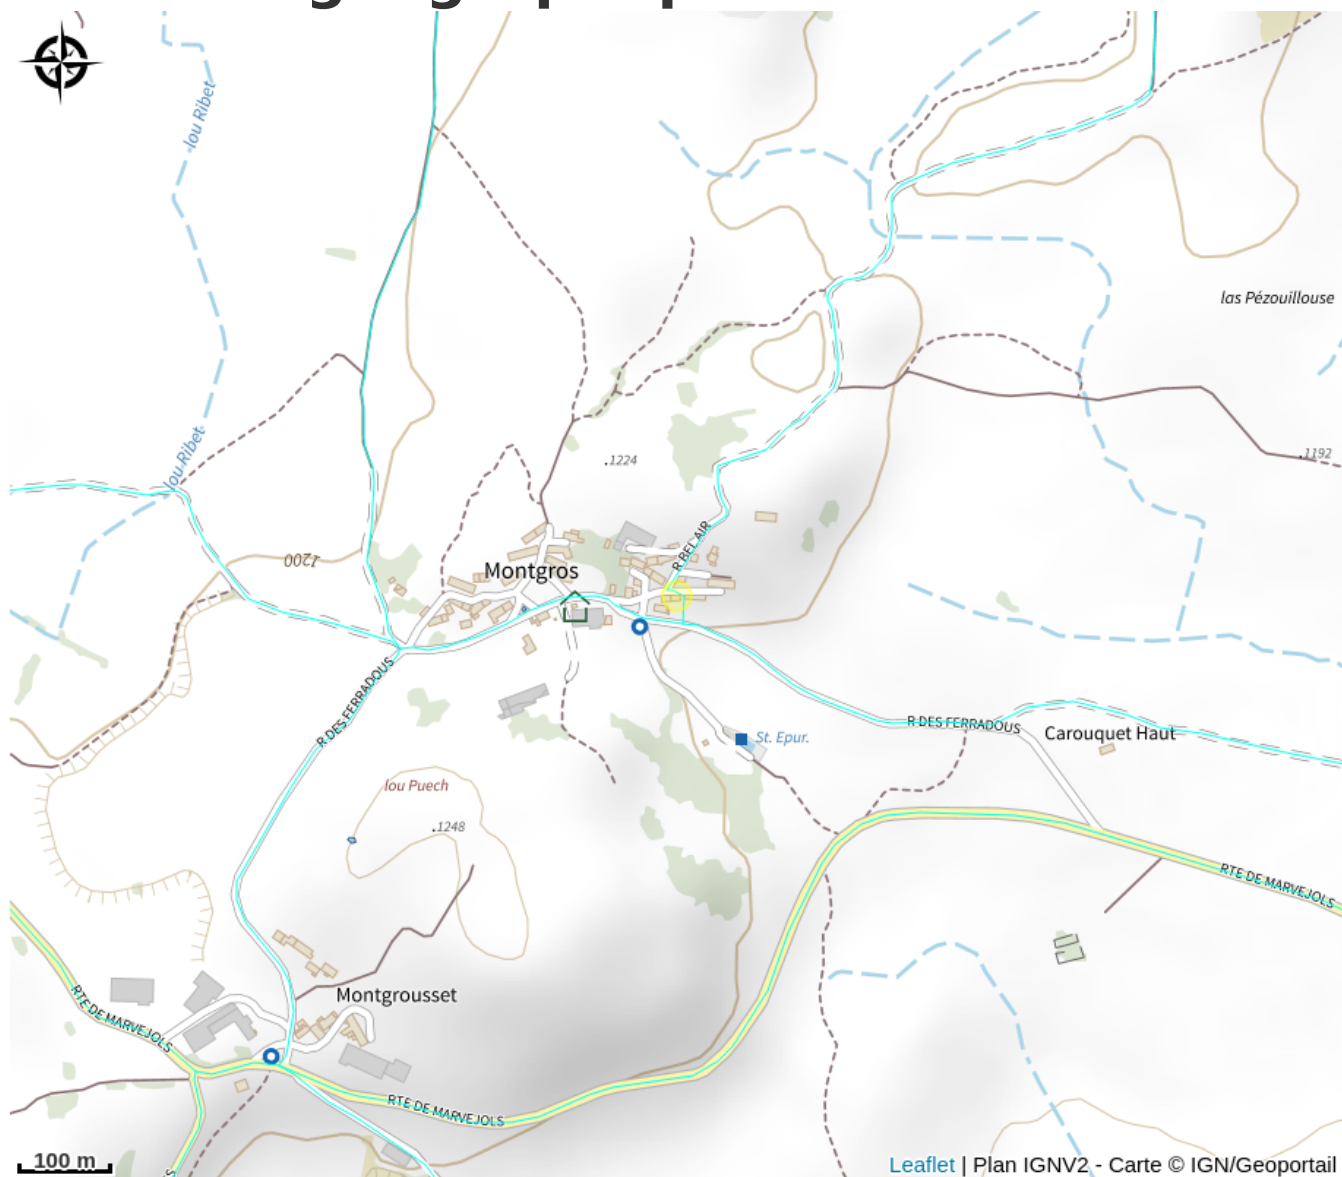 lou Ribet
las Pézouillouse
lou Ribet
.1224
.1192
R BEL AIR
1200
Montgros
R DES FERRADOUS
R DES FERRADOUS
Carouquet Haut
St. Epur.
lou Puech
.1248
RTE DE MARVEJOLS
RTE DE MARVEJOLS
Montgrousset
RTE DE MARVEJOLS
100 m
Leaflet | Plan IGNV2 - Carte © IGN/Geoportail